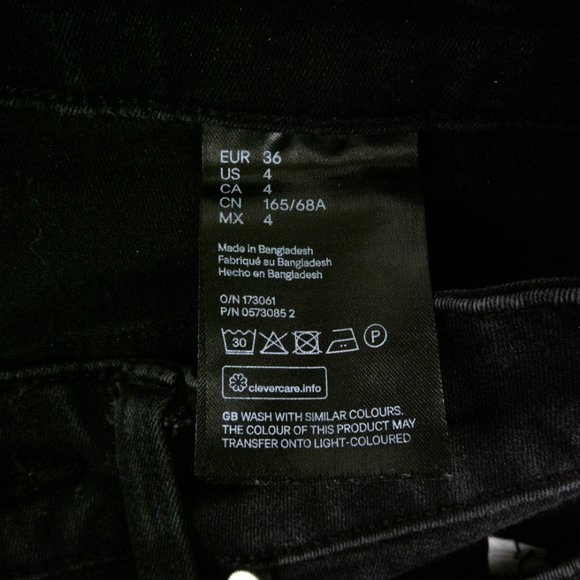 EUR 36
US 4
CA 4
CN 165/68A
MX 4
Made in Bangladesh
Fabriqué au Bangladesh
Hecho en Bangladesh
O/N 173061
P/N 0573085 2
30 P
clevercare.info
GB WASH WITH SIMILAR COLOURS.
THE COLOUR OF THIS PRODUCT MAY
TRANSFER ONTO LIGHT-COLOURED